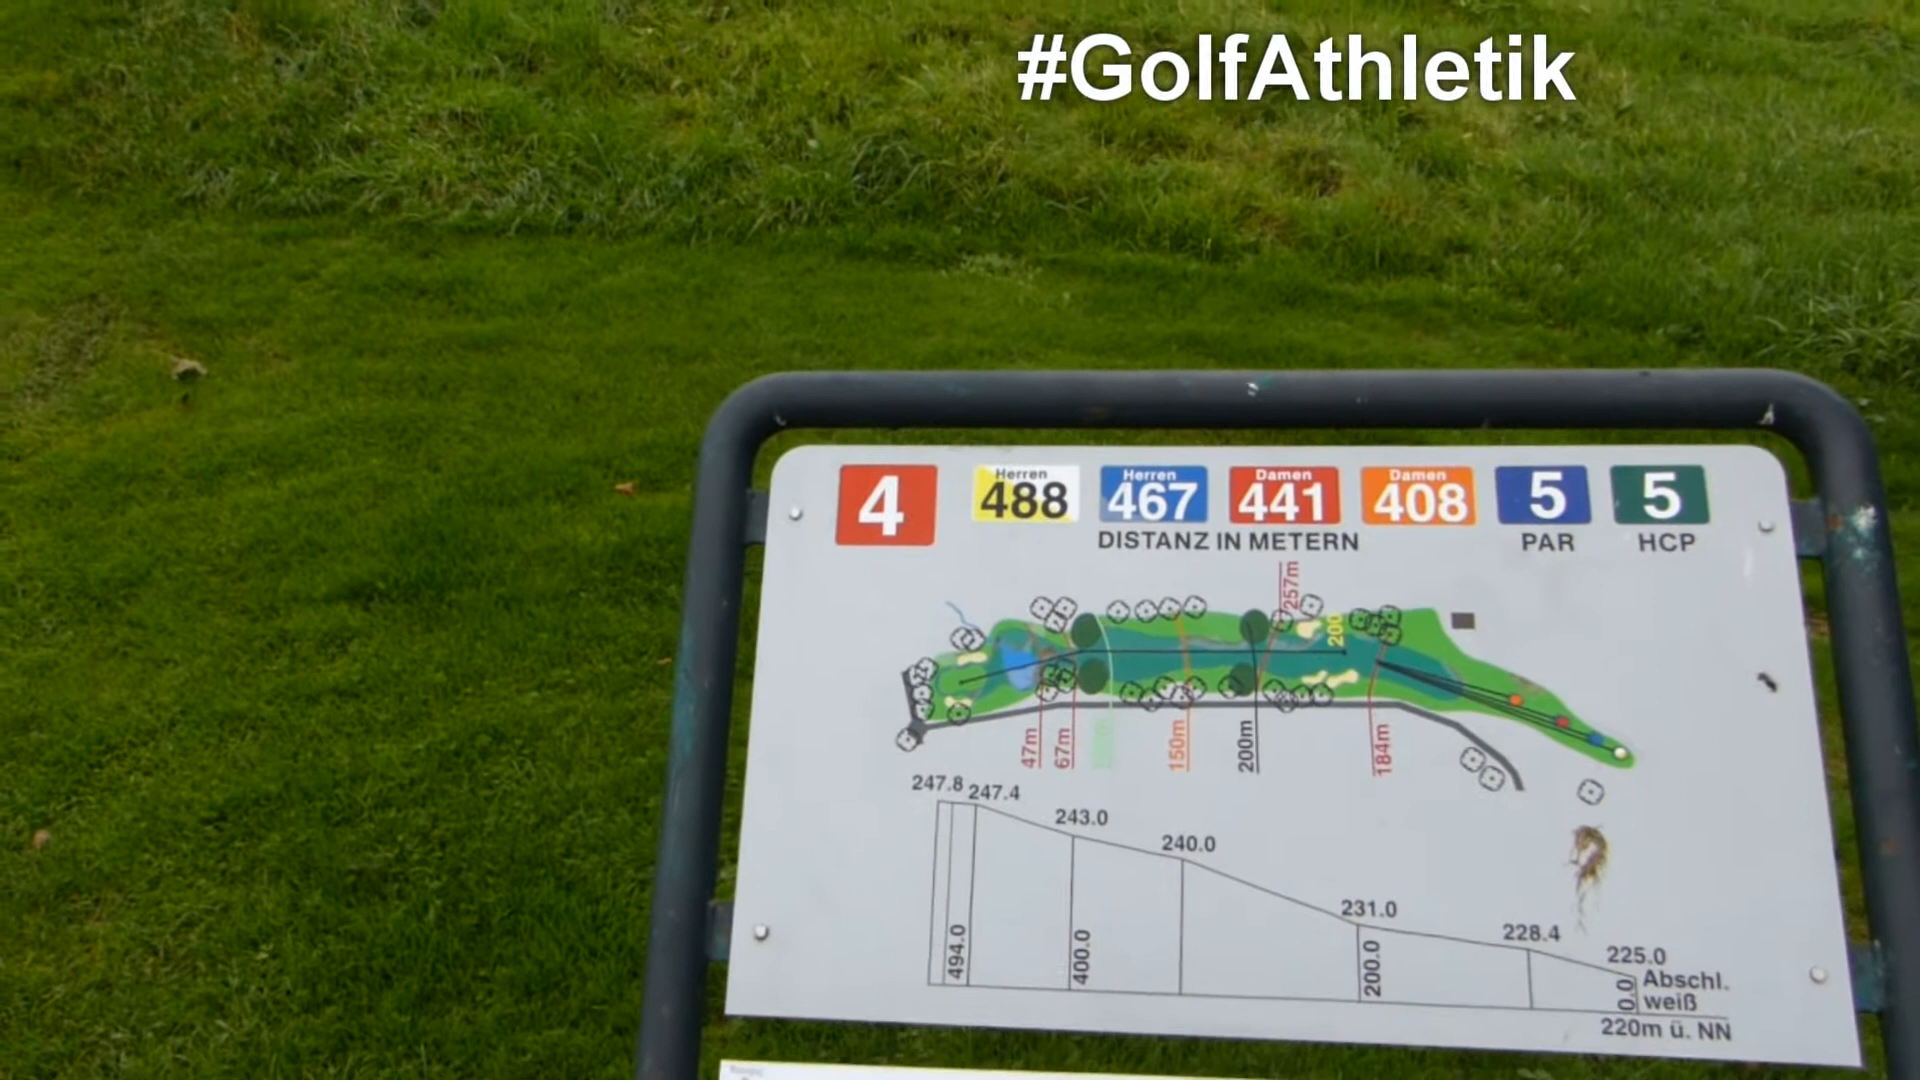 #GolfAthletik
4
Herren
488
Herren
467
Damen
441
Damen
408
5
5
DISTANZ IN METERN
PAR
HCP
257m
200
47m
67m
150m
200m
184m
247.8
247.4
243.0
240.0
231.0
228.4
225.0
494.0
400.0
200.0
0.0
Abschl.
weiß
220m ü. NN